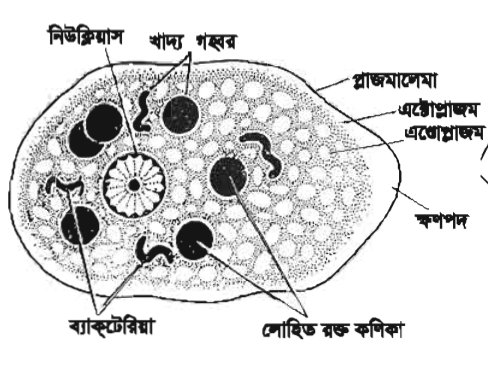 নিউক্লিয়াস
খাদ্য গহ্বর
প্লাজমালেমা
এক্টোপ্লাজম
এণ্ডোপ্লাজম
ক্ষণপদ
ব্যাক্টেরিয়া
লোহিত রক্ত কণিকা